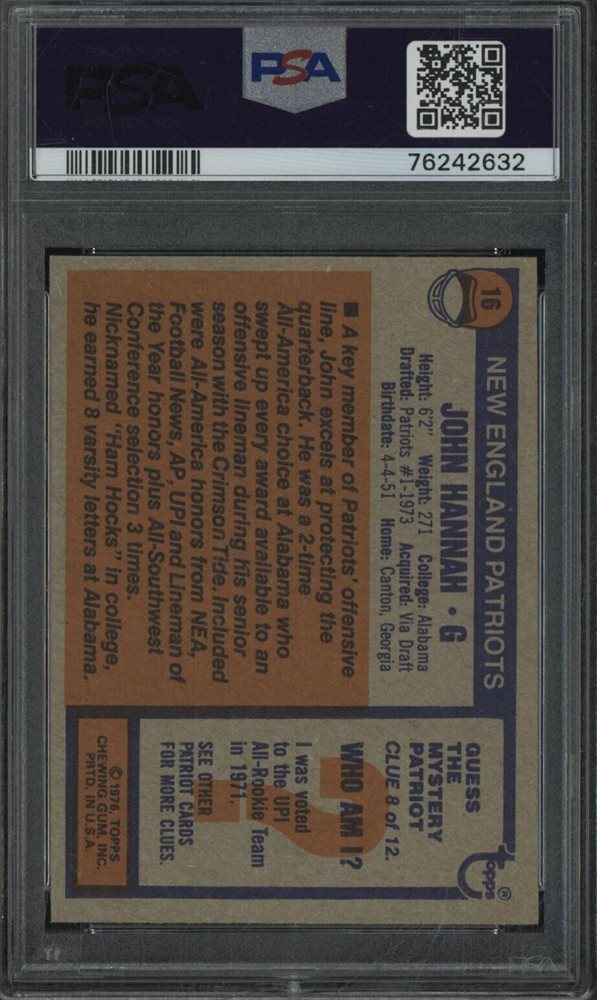 PSA
PSA
76242632
16
NEW ENGLAND PATRIOTS
JOHN HANNAH • G
Height: 6'2" Weight: 271 College: Alabama
Drafted: Patriots #1-1973 Acquired: Via Draft
Birthdate: 4-4-51 Home: Canton, Georgia
■ A key member of Patriots' offensive
line, John excels at protecting the
quarterback. He was a 2-time
All-America choice at Alabama who
swept up every award available to an
offensive lineman during his senior
season with the Crimson Tide. Included
were All-America honors from NEA,
Football News, AP, UPI and Lineman of
the Year honors plus All-Southwest
Conference selection 3 times.
Nicknamed "Ham Hocks" in college,
he earned 8 varsity letters at Alabama.
topps®
GUESS
THE
MYSTERY
PATRIOT
CLUE 8 of 12.
?
WHO AM I?
I was voted
to the UPI
All-Rookie Team
in 1971.
SEE OTHER
PATRIOT CARDS
FOR MORE CLUES.
© 1976, TOPPS
CHEWING GUM, INC.
PRTD. IN U.S.A.
PSA